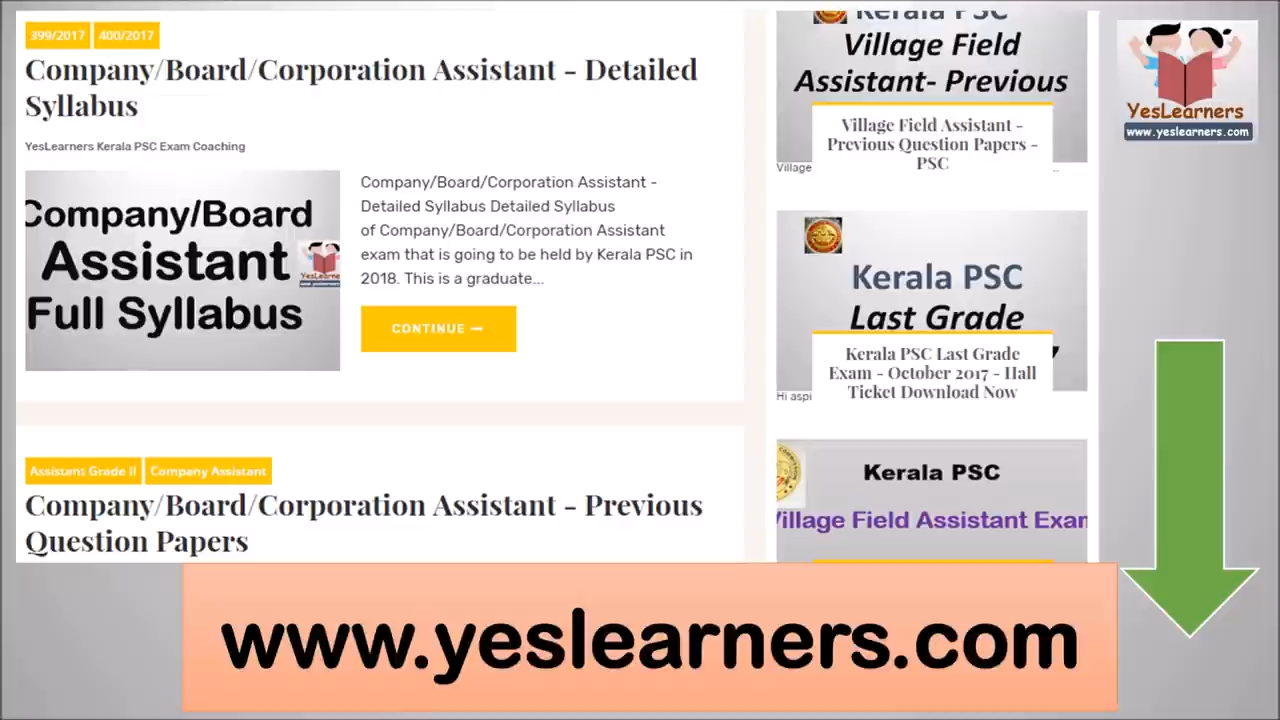 399/2017 400/2017
Company/Board/Corporation Assistant - Detailed
Syllabus
YesLearners Kerala PSC Exam Coaching
Company/Board
Assistant
Full Syllabus
YesLearners
Company/Board/Corporation Assistant -
Detailed Syllabus Detailed Syllabus
of Company/Board/Corporation Assistant
exam that is going to be held by Kerala PSC in
2018. This is a graduate...
CONTINUE
Assistant Grade II Company Assistant
Company/Board/Corporation Assistant - Previous
Question Papers
Kerala PSC
Village Field
Assistant- Previous
Village Field Assistant -
Previous Question Papers -
PSC
Village
Kerala PSC
Last Grade
Kerala PSC Last Grade
Exam - October 2017 - Hall
Ticket Download Now
Hi aspi
Kerala PSC
Village Field Assistant Exam
YesLearners
www.yeslearners.com
www.yeslearners.com